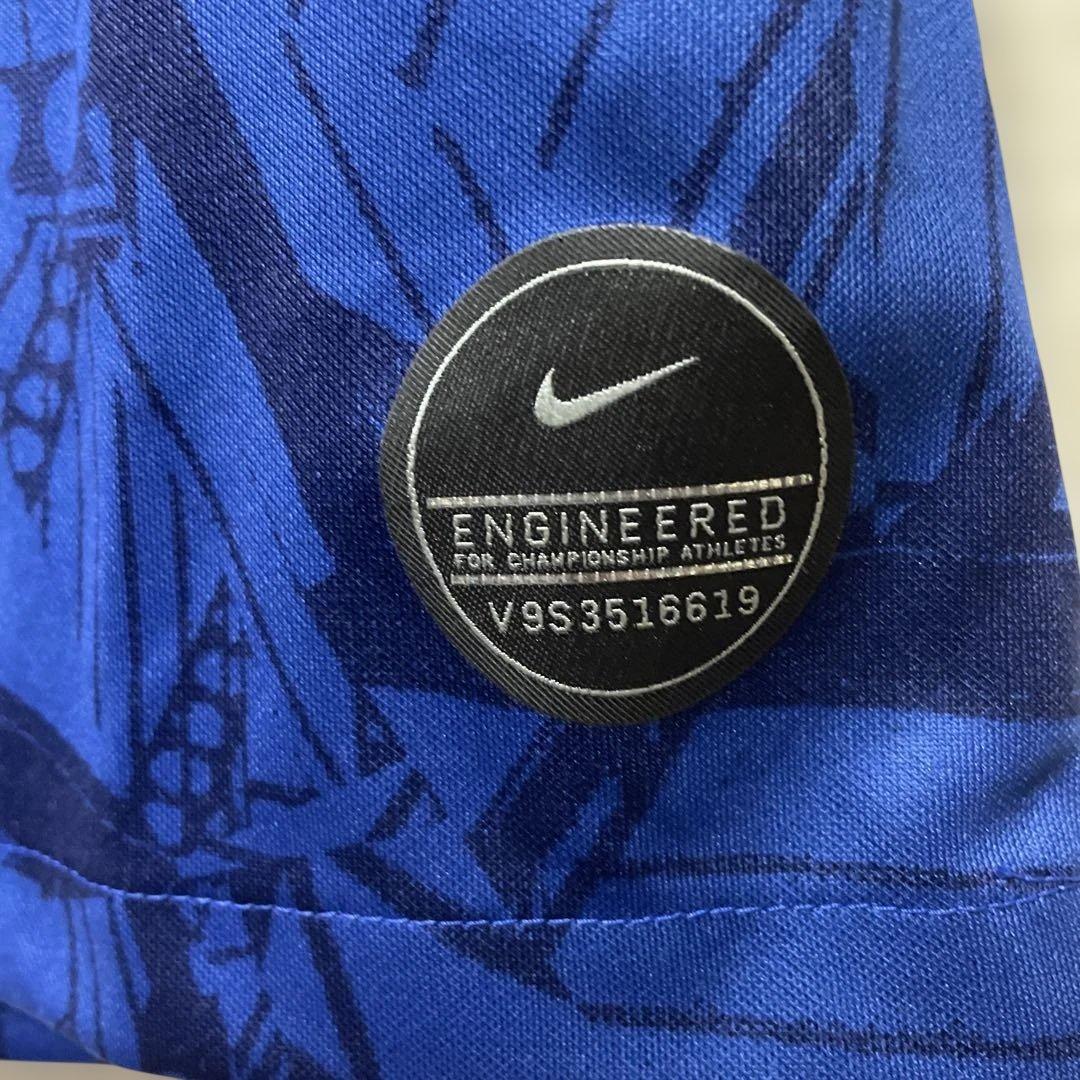 ENGINEERED
FOR CHAMPIONSHIP ATHLETES
V9S3516619